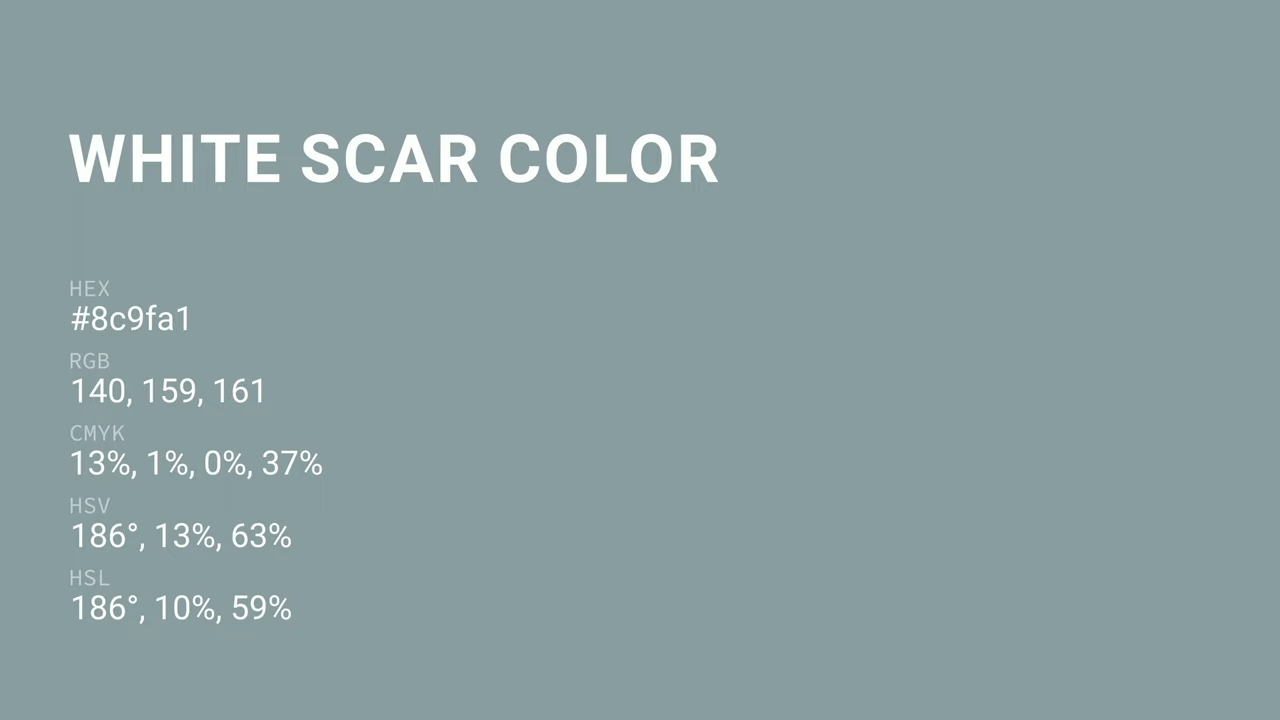 WHITE SCAR COLOR
HEX
#8c9fa1
RGB
140, 159, 161
CMYK
13%, 1%, 0%, 37%
HSV
186°, 13%, 63%
HSL
186°, 10%, 59%